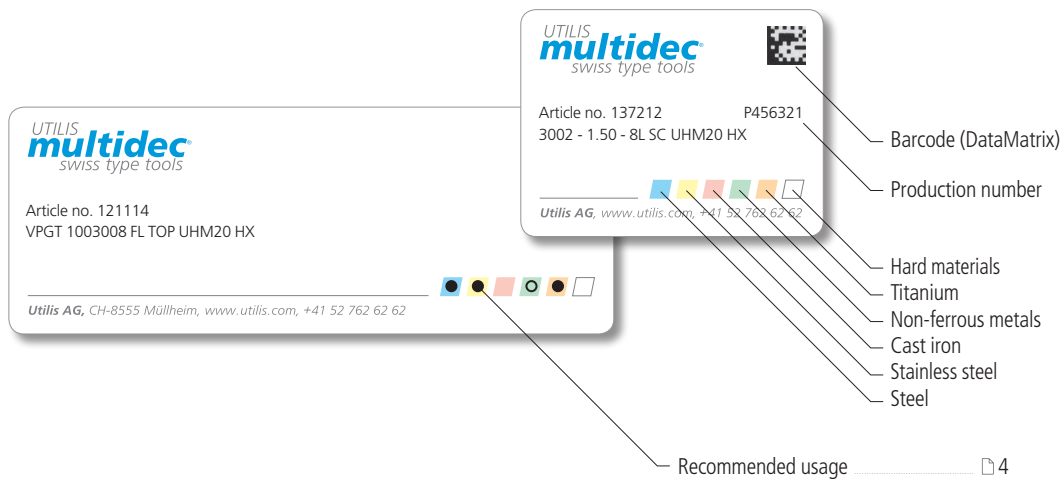 UTILIS
multidec®
swiss type tools
Article no. 137212 P456321
3002 - 1.50 - 8L SC UHM20 HX
Utilis AG, www.utilis.com, +41 52 762 62 62
UTILIS
multidec®
swiss type tools
Article no. 121114
VPGT 1003008 FL TOP UHM20 HX
Utilis AG, CH-8555 Müllheim, www.utilis.com, +41 52 762 62 62
Barcode (DataMatrix)
Production number
Hard materials
Titanium
Non-ferrous metals
Cast iron
Stainless steel
Steel
Recommended usage 4